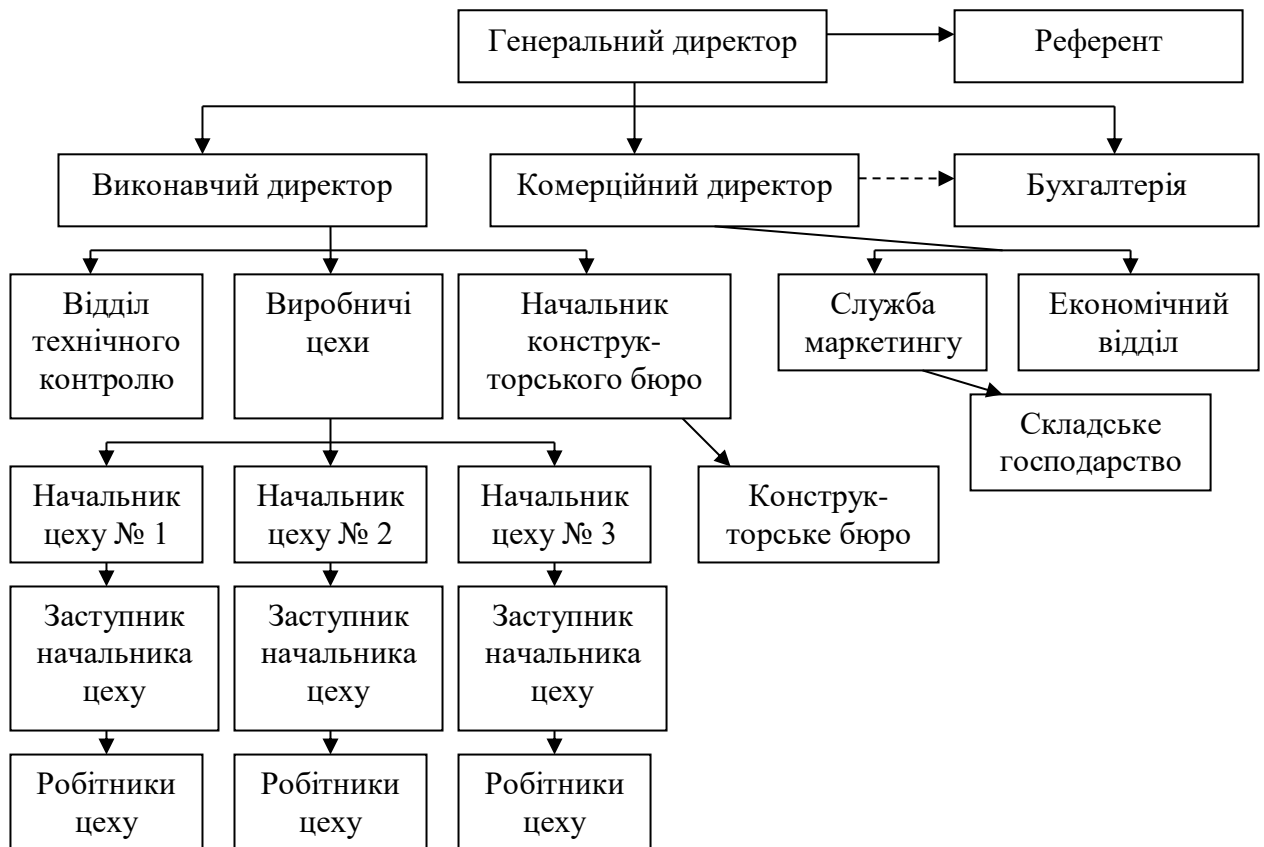 Генеральний директор
Референт
Виконавчий директор
Комерційний директор
Бухгалтерія
Відділ
технічного
контролю
Виробничі
цехи
Начальник
конструк-
торського бюро
Служба
маркетингу
Економічний
відділ
Складське
господарство
Начальник
цеху № 1
Начальник
цеху № 2
Начальник
цеху № 3
Конструк-
торське бюро
Заступник
начальника
цеху
Заступник
начальника
цеху
Заступник
начальника
цеху
Робітники
цеху
Робітники
цеху
Робітники
цеху